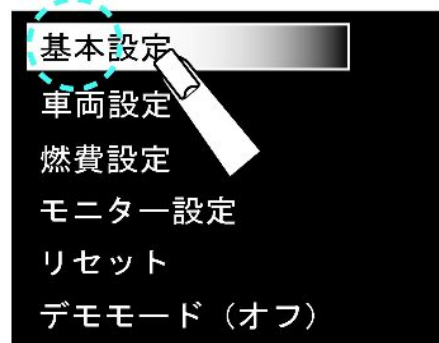 基本設定
車両設定
燃費設定
モニター設定
リセット
デモモード（オフ）